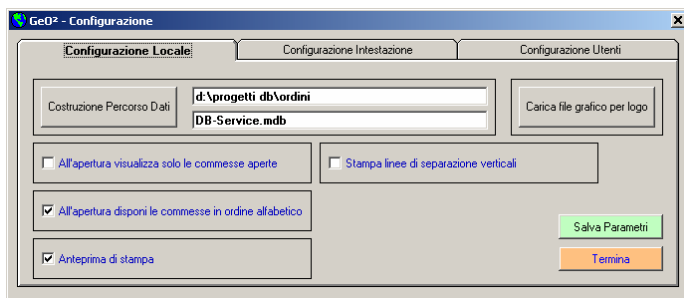 GeO² - Configurazione
Configurazione Locale
Configurazione Intestazione
Configurazione Utenti
Costruzione Percorso Dati
d:\progetti db\ordini
DB-Service.mdb
Carica file grafico per logo
All'apertura visualizza solo le commesse aperte
Stampa linee di separazione verticali
All'apertura disponi le commesse in ordine alfabetico
Salva Parametri
Anteprima di stampa
Termina